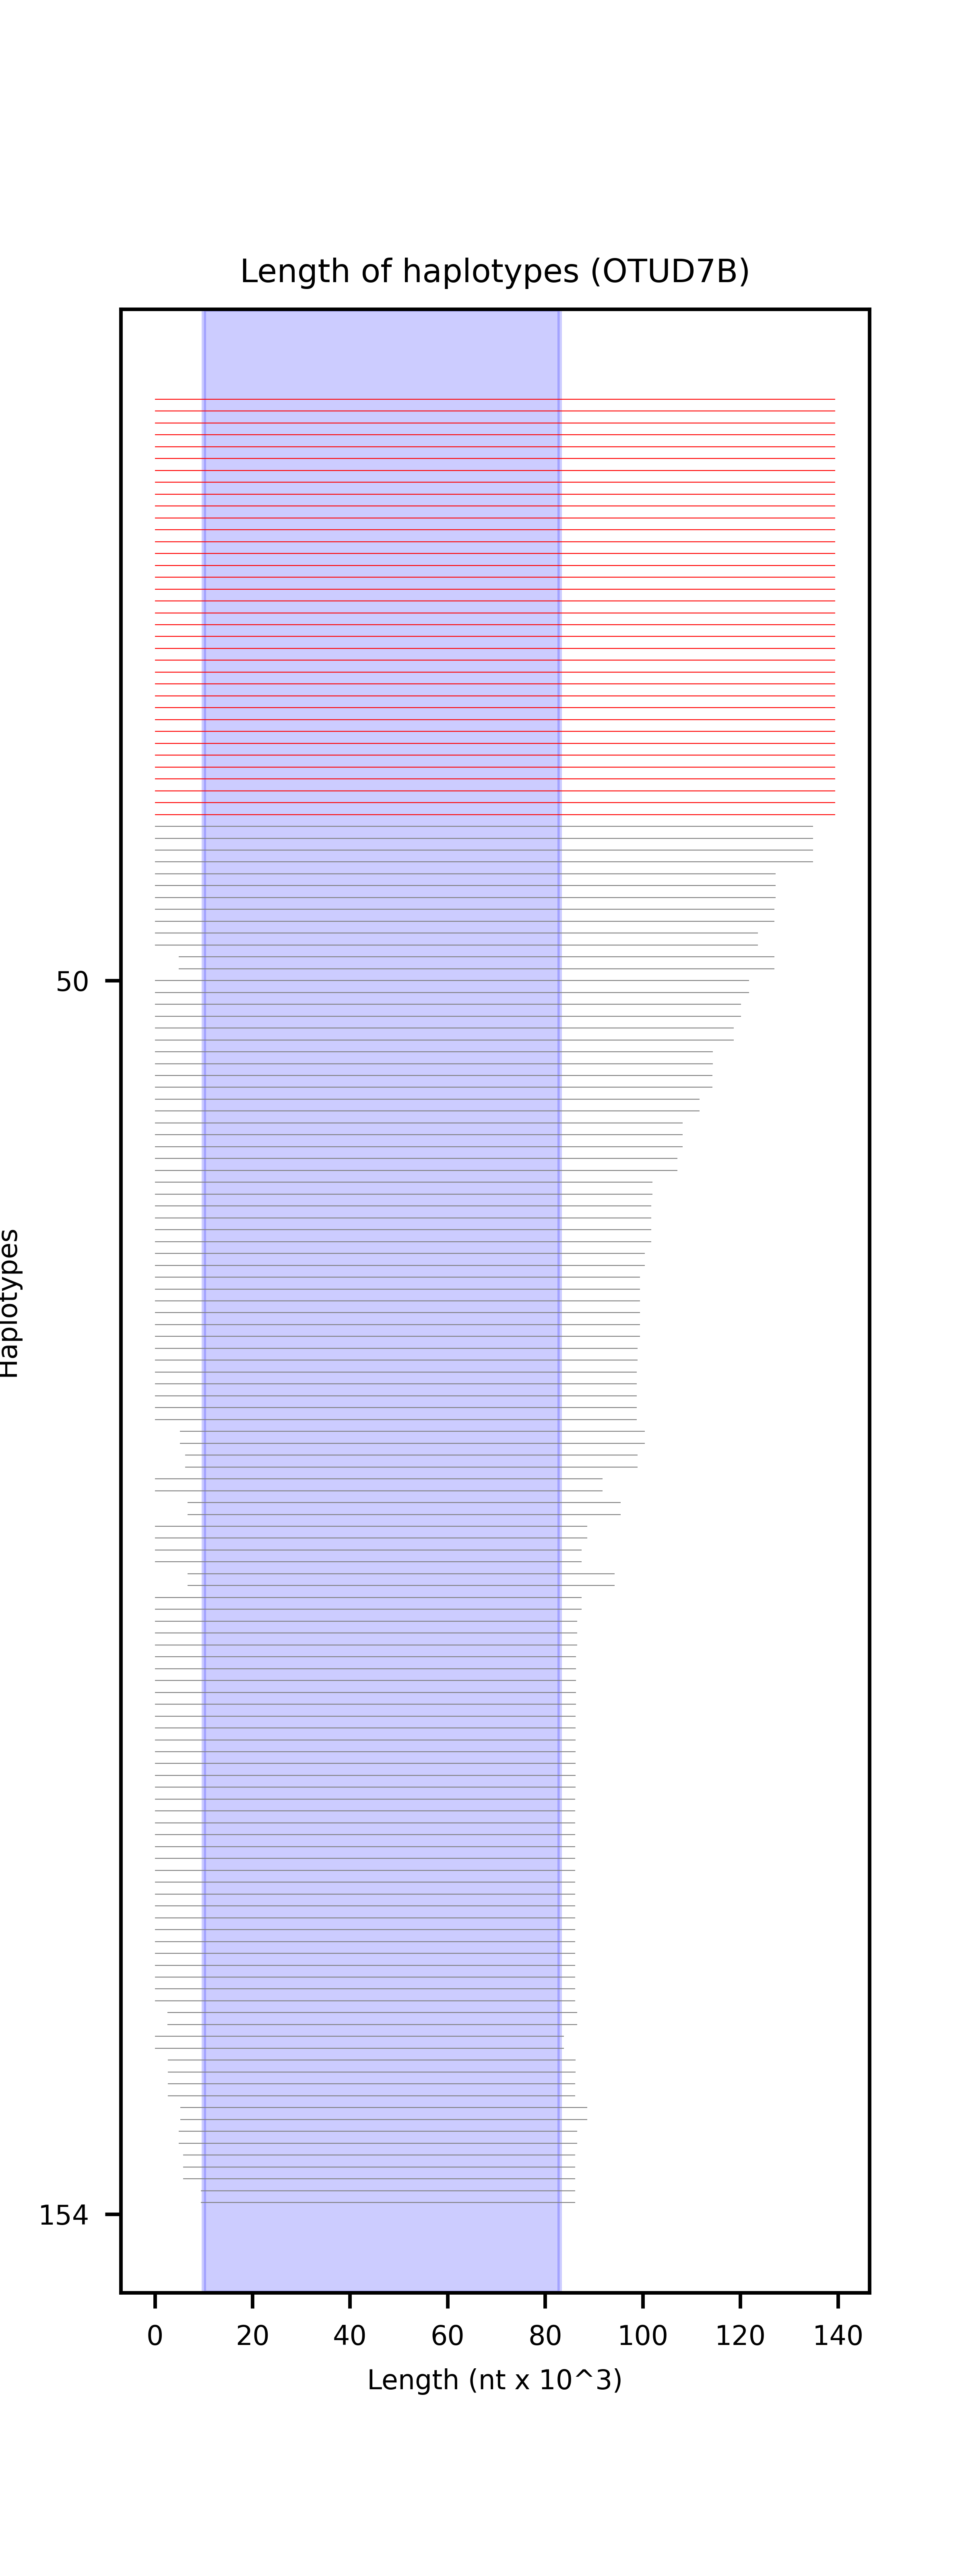 Length of haplotypes (OTUD7B)
50
Haplotypes
154
0 20 40 60 80 100 120 140
Length (nt x 10^3)